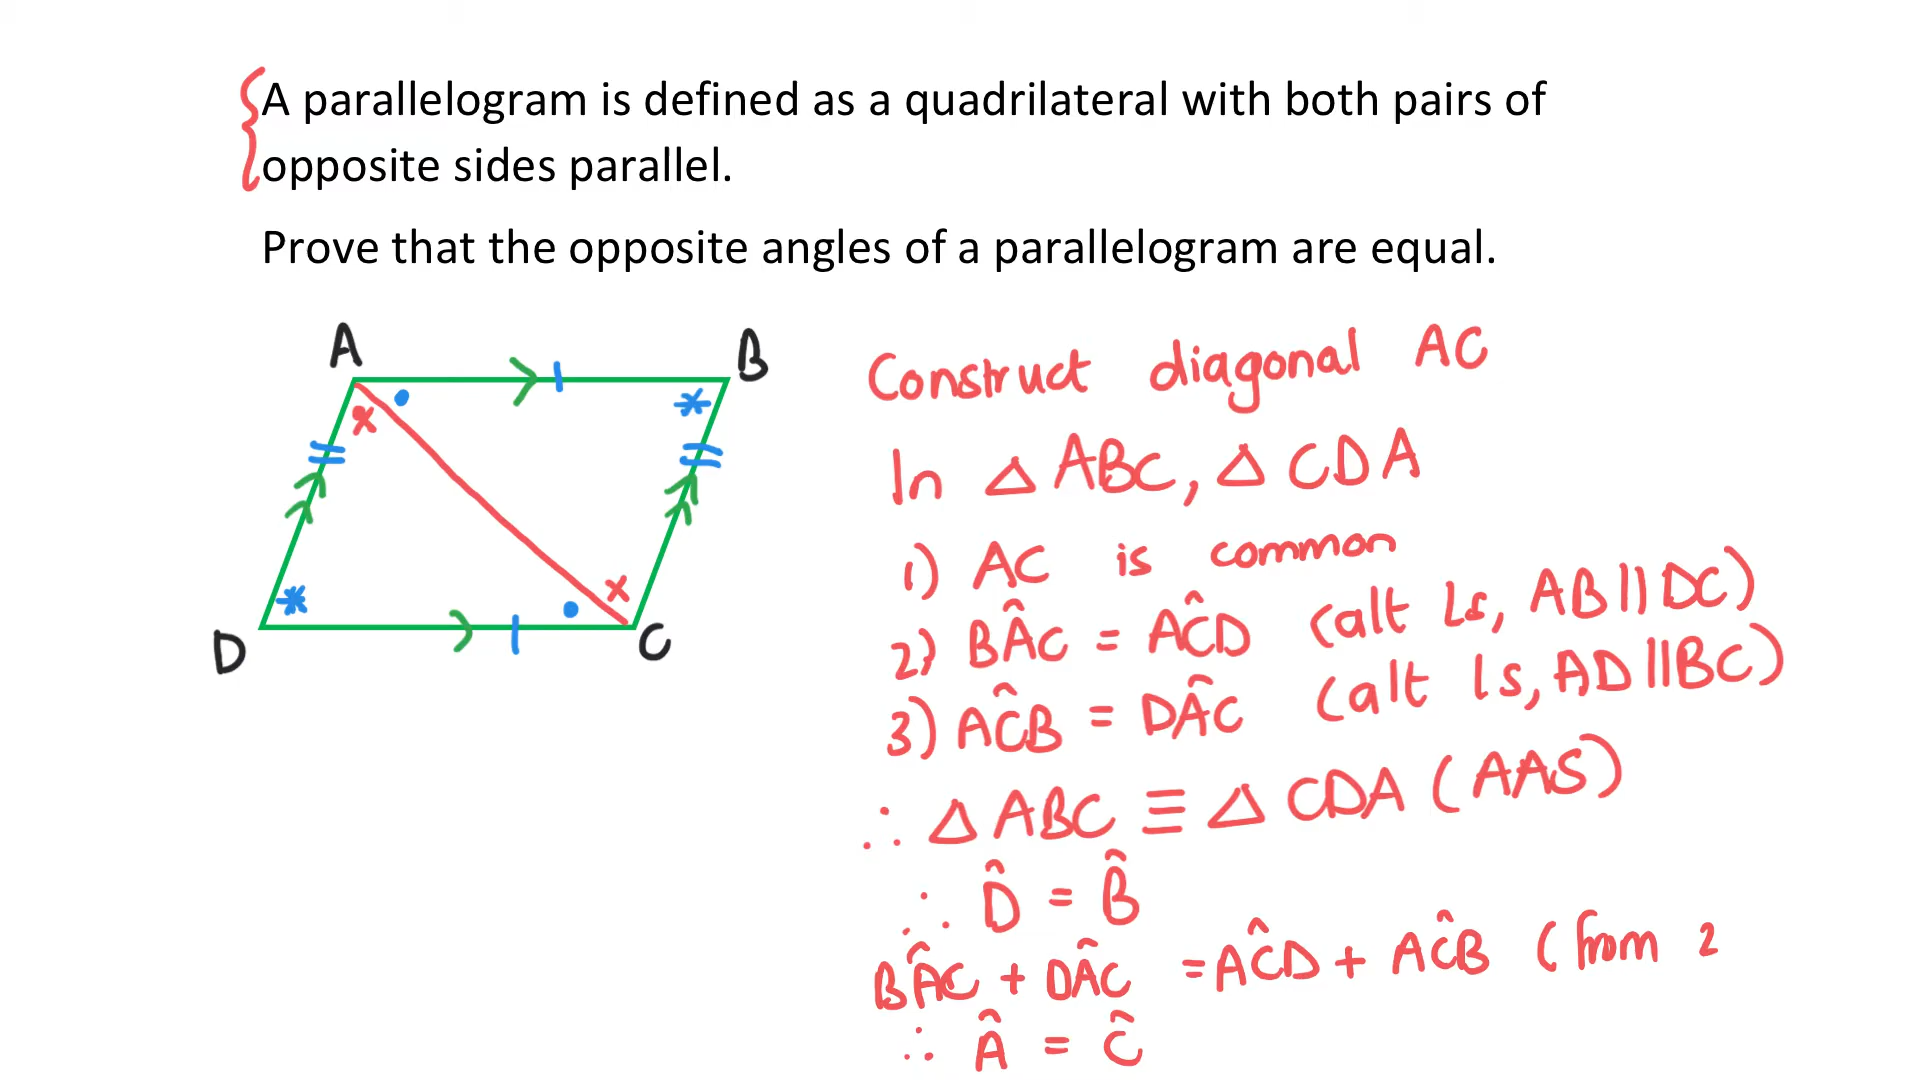 A parallelogram is defined as a quadrilateral with both pairs of
opposite sides parallel.
Prove that the opposite angles of a parallelogram are equal.
A
B
D
C
Construct diagonal AC
In △ ABC, △ CDA
1) AC is common
2) BÂC = AĈD (alt ∠s, AB||DC)
3) AĈB = DÂC (alt ∠s, AD||BC)
∴ △ ABC ≡ △ CDA (AAS)
∴ D̂ = B̂
BÂC + DÂC = AĈD + AĈB (from 2
∴ Â = Ĉ